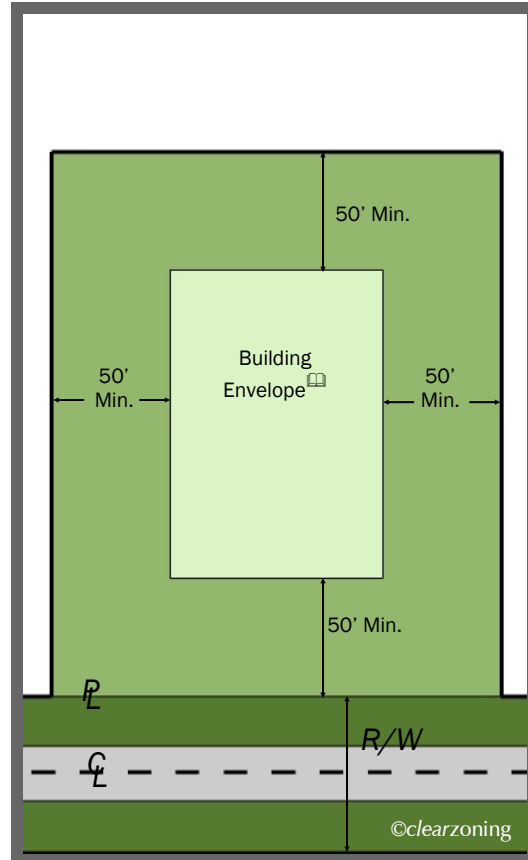 50’ Min.
Building
Envelope
50’
Min.
50’
Min.
50’ Min.
PL
R/W
CL
©clearzoning